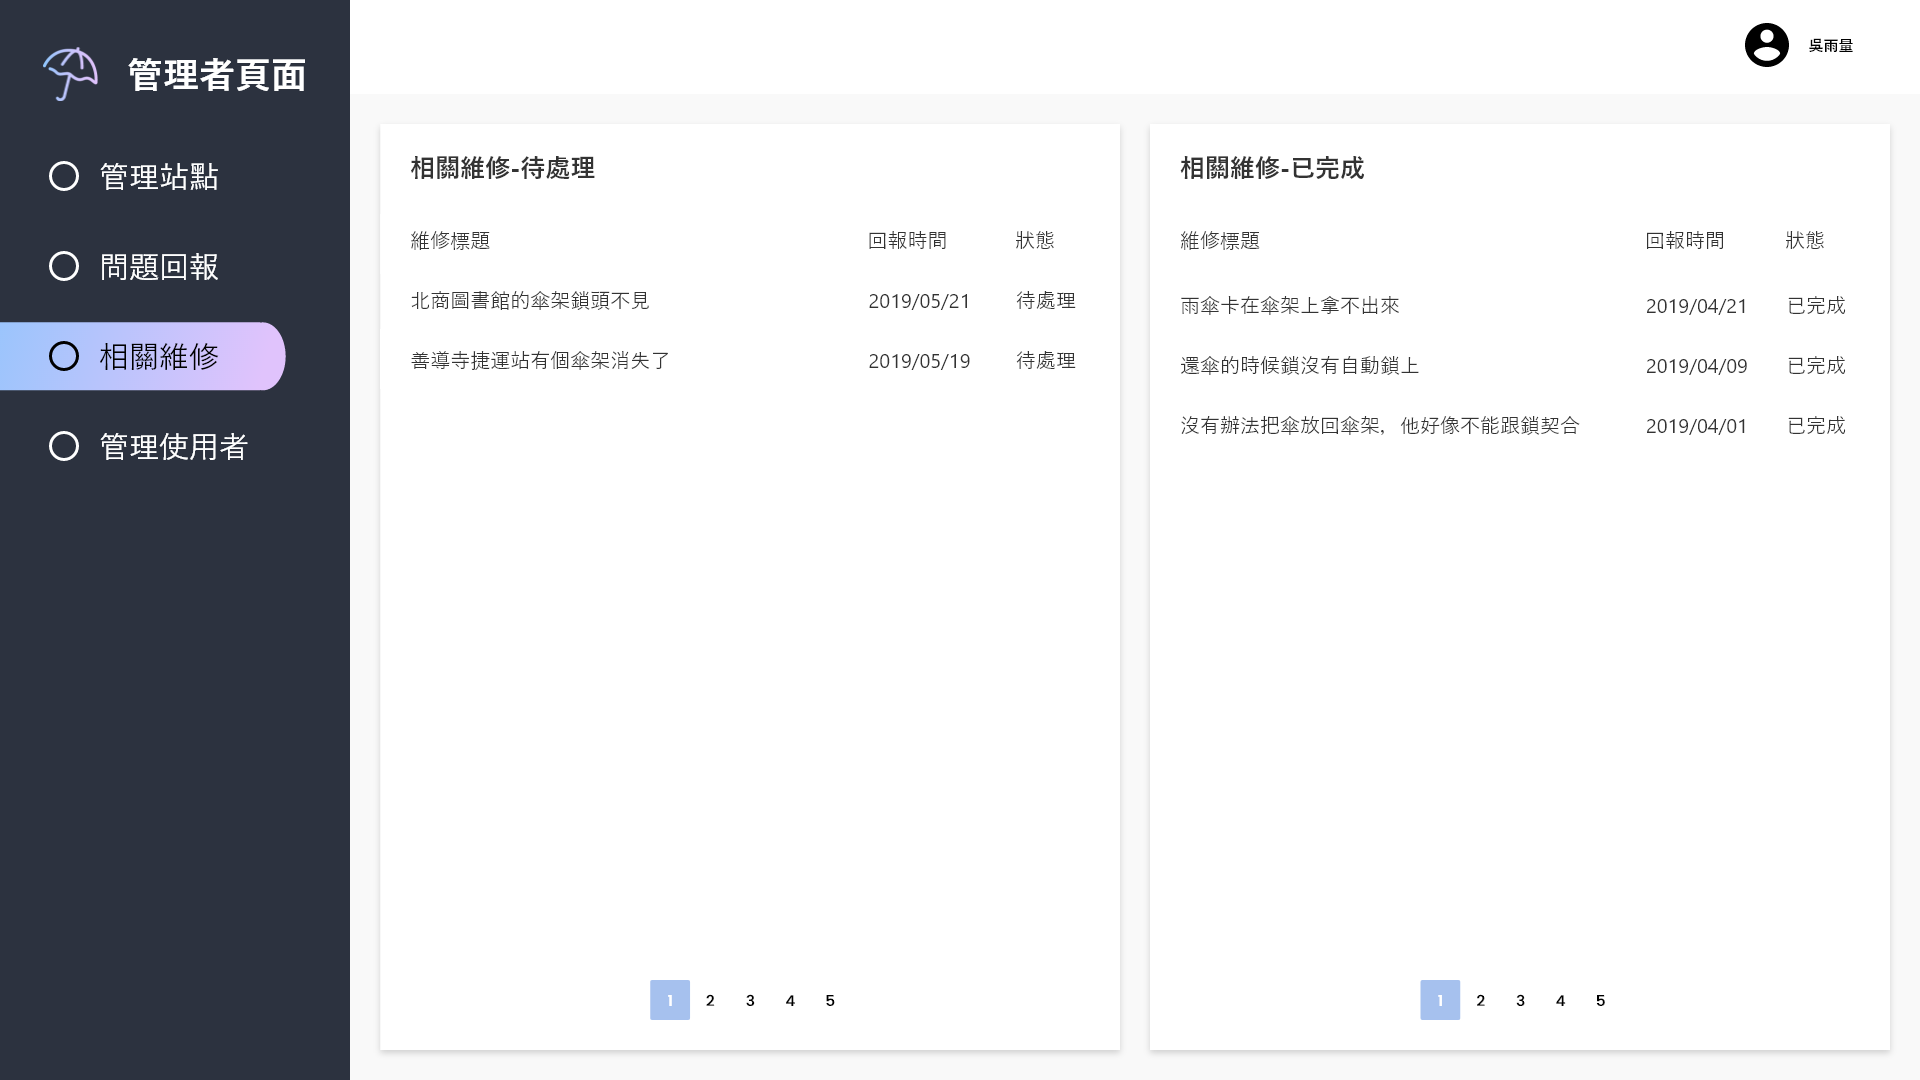 管理者頁面
管理站點
問題回報
相關維修
管理使用者
吳雨量
相關維修-待處理
維修標題 回報時間 狀態
北商圖書館的傘架鎖頭不見 2019/05/21 待處理
善導寺捷運站有個傘架消失了 2019/05/19 待處理
1 2 3 4 5
相關維修-已完成
維修標題 回報時間 狀態
雨傘卡在傘架上拿不出來 2019/04/21 已完成
還傘的時候鎖沒有自動鎖上 2019/04/09 已完成
沒有辦法把傘放回傘架，他好像不能跟鎖契合 2019/04/01 已完成
1 2 3 4 5